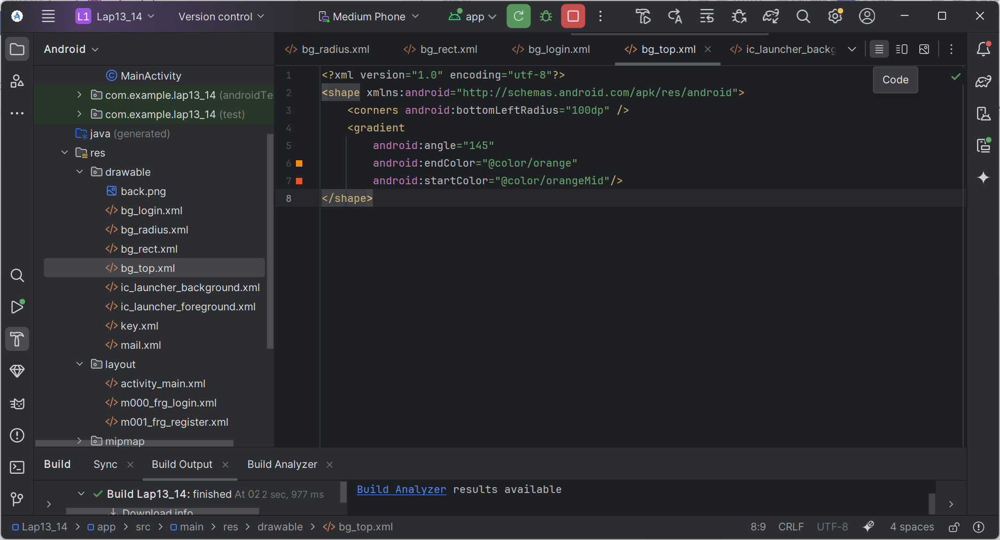 L1 Lap13_14 Version control Medium Phone app
Android
bg_radius.xml bg_rect.xml bg_login.xml bg_top.xml ic_launcher_backg
Code
MainActivity
com.example.lap13_14 (androidTe
com.example.lap13_14 (test)
java (generated)
res
drawable
back.png
bg_login.xml
bg_radius.xml
bg_rect.xml
bg_top.xml
ic_launcher_background.xml
ic_launcher_foreground.xml
key.xml
mail.xml
layout
activity_main.xml
m000_frg_login.xml
m001_frg_register.xml
mipmap
1 <?xml version="1.0" encoding="utf-8"?>
2 <shape xmlns:android="http://schemas.android.com/apk/res/android">
3 <corners android:bottomLeftRadius="100dp" />
4 <gradient
5 android:angle="145"
6 android:endColor="@color/orange"
7 android:startColor="@color/orangeMid"/>
8 </shape>
Build Sync Build Output Build Analyzer
Build Lap13_14: finished At 02 2 sec, 977 ms
Download info
Build Analyzer results available
Lap13_14 > app > src > main > res > drawable > bg_top.xml
8:9 CRLF UTF-8 4 spaces